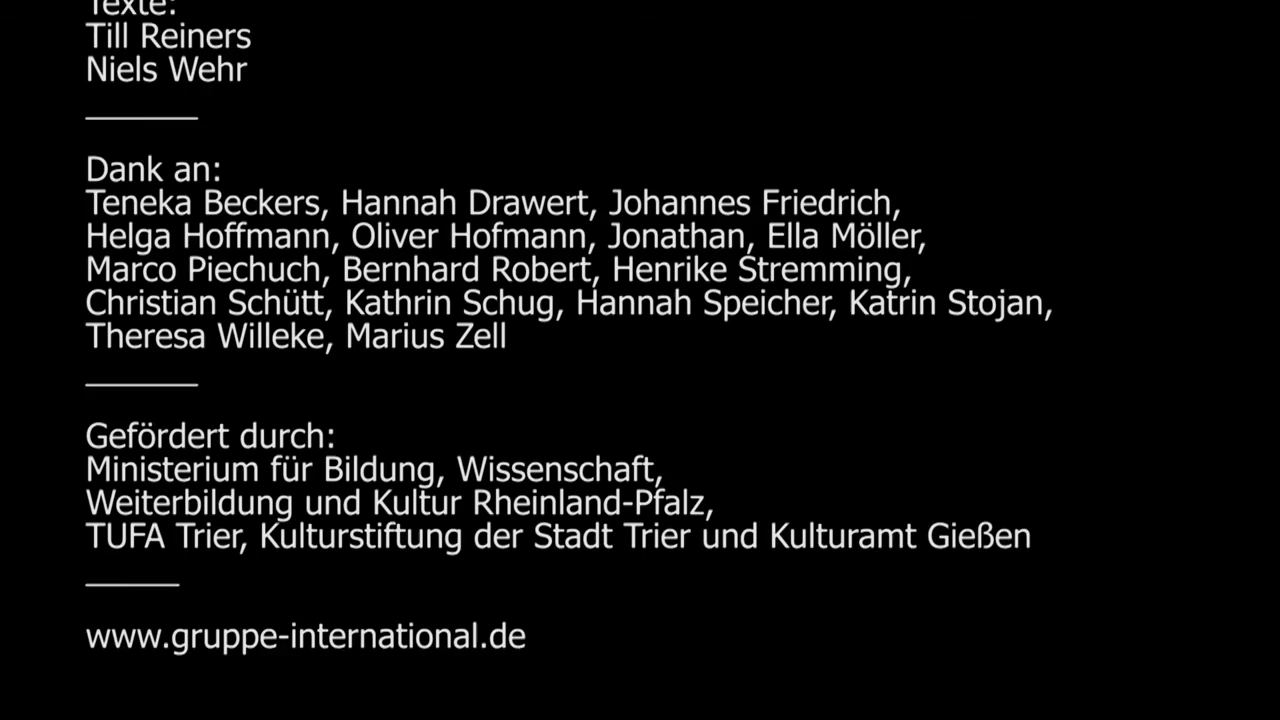 Texte:
Till Reiners
Niels Wehr
Dank an:
Teneka Beckers, Hannah Drawert, Johannes Friedrich,
Helga Hoffmann, Oliver Hofmann, Jonathan, Ella Möller,
Marco Piechuch, Bernhard Robert, Henrike Stremming,
Christian Schütt, Kathrin Schug, Hannah Speicher, Katrin Stojan,
Theresa Willeke, Marius Zell
Gefördert durch:
Ministerium für Bildung, Wissenschaft,
Weiterbildung und Kultur Rheinland-Pfalz,
TUFA Trier, Kulturstiftung der Stadt Trier und Kulturamt Gießen
www.gruppe-international.de